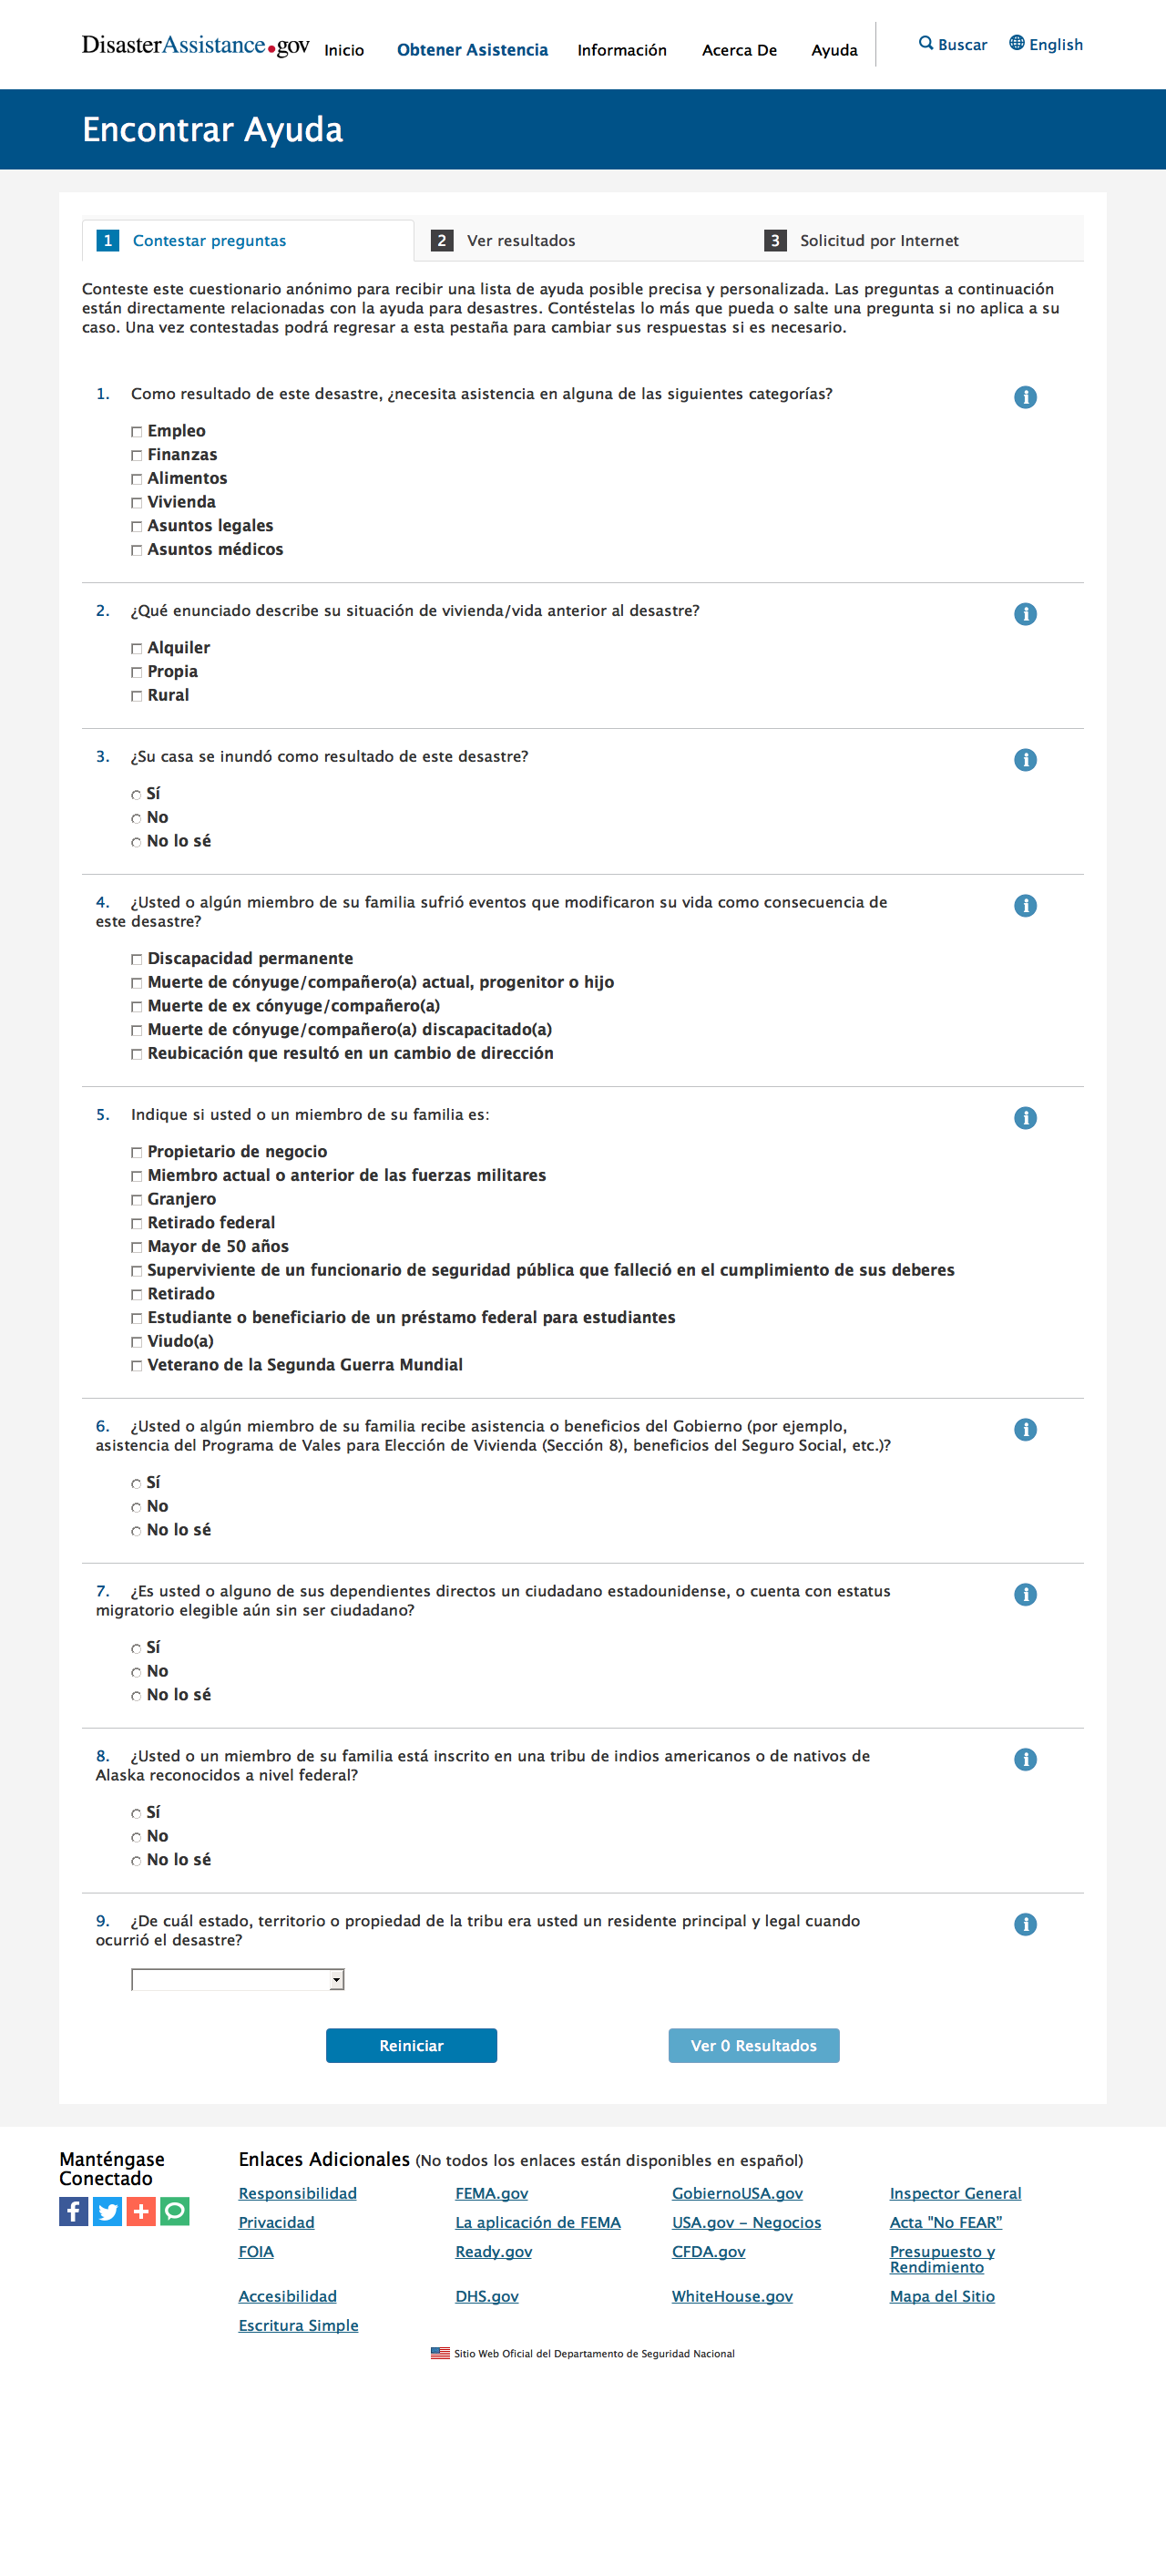 DisasterAssistance.gov Inicio Obtener Asistencia Información Acerca De Ayuda Buscar English
Encontrar Ayuda
1 Contestar preguntas 2 Ver resultados 3 Solicitud por Internet
Conteste este cuestionario anónimo para recibir una lista de ayuda posible precisa y personalizada. Las preguntas a continuación
están directamente relacionadas con la ayuda para desastres. Contéstelas lo más que pueda o salte una pregunta si no aplica a su
caso. Una vez contestadas podrá regresar a esta pestaña para cambiar sus respuestas si es necesario.
1. Como resultado de este desastre, ¿necesita asistencia en alguna de las siguientes categorías?
Empleo
Finanzas
Alimentos
Vivienda
Asuntos legales
Asuntos médicos
2. ¿Qué enunciado describe su situación de vivienda/vida anterior al desastre?
Alquiler
Propia
Rural
3. ¿Su casa se inundó como resultado de este desastre?
Sí
No
No lo sé
4. ¿Usted o algún miembro de su familia sufrió eventos que modificaron su vida como consecuencia de
este desastre?
Discapacidad permanente
Muerte de cónyuge/compañero(a) actual, progenitor o hijo
Muerte de ex cónyuge/compañero(a)
Muerte de cónyuge/compañero(a) discapacitado(a)
Reubicación que resultó en un cambio de dirección
5. Indique si usted o un miembro de su familia es:
Propietario de negocio
Miembro actual o anterior de las fuerzas militares
Granjero
Retirado federal
Mayor de 50 años
Superviviente de un funcionario de seguridad pública que falleció en el cumplimiento de sus deberes
Retirado
Estudiante o beneficiario de un préstamo federal para estudiantes
Viudo(a)
Veterano de la Segunda Guerra Mundial
6. ¿Usted o algún miembro de su familia recibe asistencia o beneficios del Gobierno (por ejemplo,
asistencia del Programa de Vales para Elección de Vivienda (Sección 8), beneficios del Seguro Social, etc.)?
Sí
No
No lo sé
7. ¿Es usted o alguno de sus dependientes directos un ciudadano estadounidense, o cuenta con estatus
migratorio elegible aún sin ser ciudadano?
Sí
No
No lo sé
8. ¿Usted o un miembro de su familia está inscrito en una tribu de indios americanos o de nativos de
Alaska reconocidos a nivel federal?
Sí
No
No lo sé
9. ¿De cuál estado, territorio o propiedad de la tribu era usted un residente principal y legal cuando
ocurrió el desastre?
Reiniciar Ver 0 Resultados
Manténgase
Conectado
Enlaces Adicionales (No todos los enlaces están disponibles en español)
Responsibilidad FEMA.gov GobiernoUSA.gov Inspector General
Privacidad La aplicación de FEMA USA.gov - Negocios Acta "No FEAR"
FOIA Ready.gov CFDA.gov Presupuesto y
Rendimiento
Accesibilidad DHS.gov WhiteHouse.gov Mapa del Sitio
Escritura Simple
Sitio Web Oficial del Departamento de Seguridad Nacional